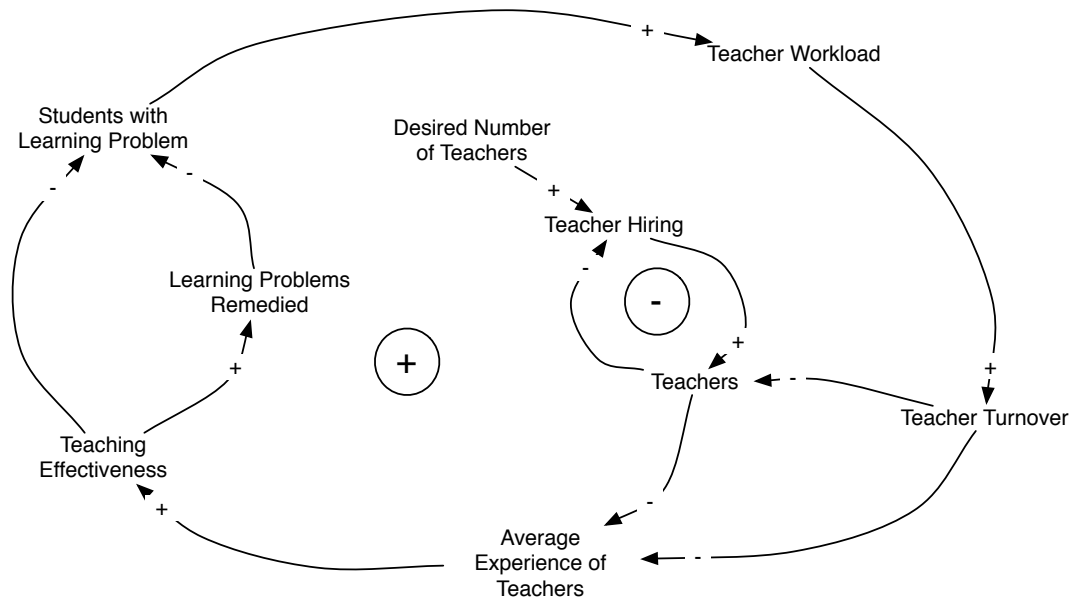 +
Teacher Workload
Students with
Learning Problem
Desired Number
of Teachers
-
-
+
Teacher Hiring
-
Learning Problems
Remedied
-
+
+
+
+
Teachers
-
Teacher Turnover
Teaching
Effectiveness
+
-
Average
Experience of
Teachers
-